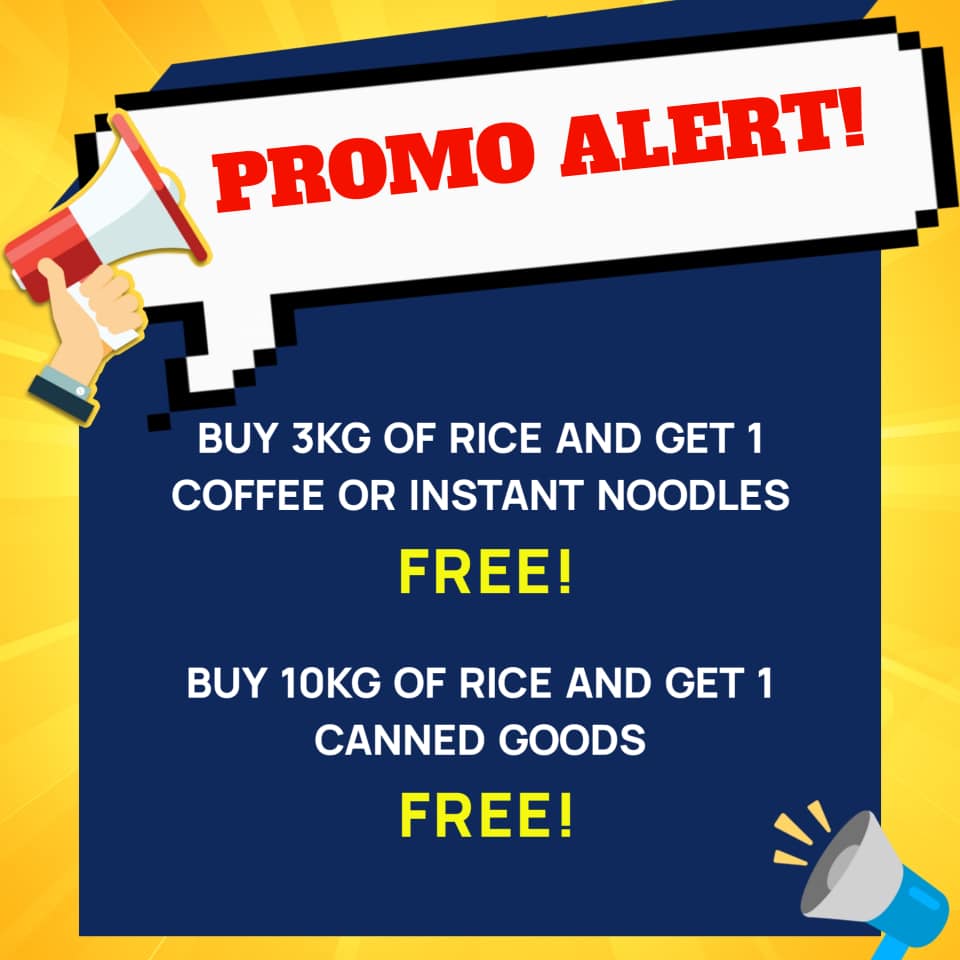 PROMO ALERT!
BUY 3KG OF RICE AND GET 1
COFFEE OR INSTANT NOODLES
FREE!
BUY 10KG OF RICE AND GET 1
CANNED GOODS
FREE!